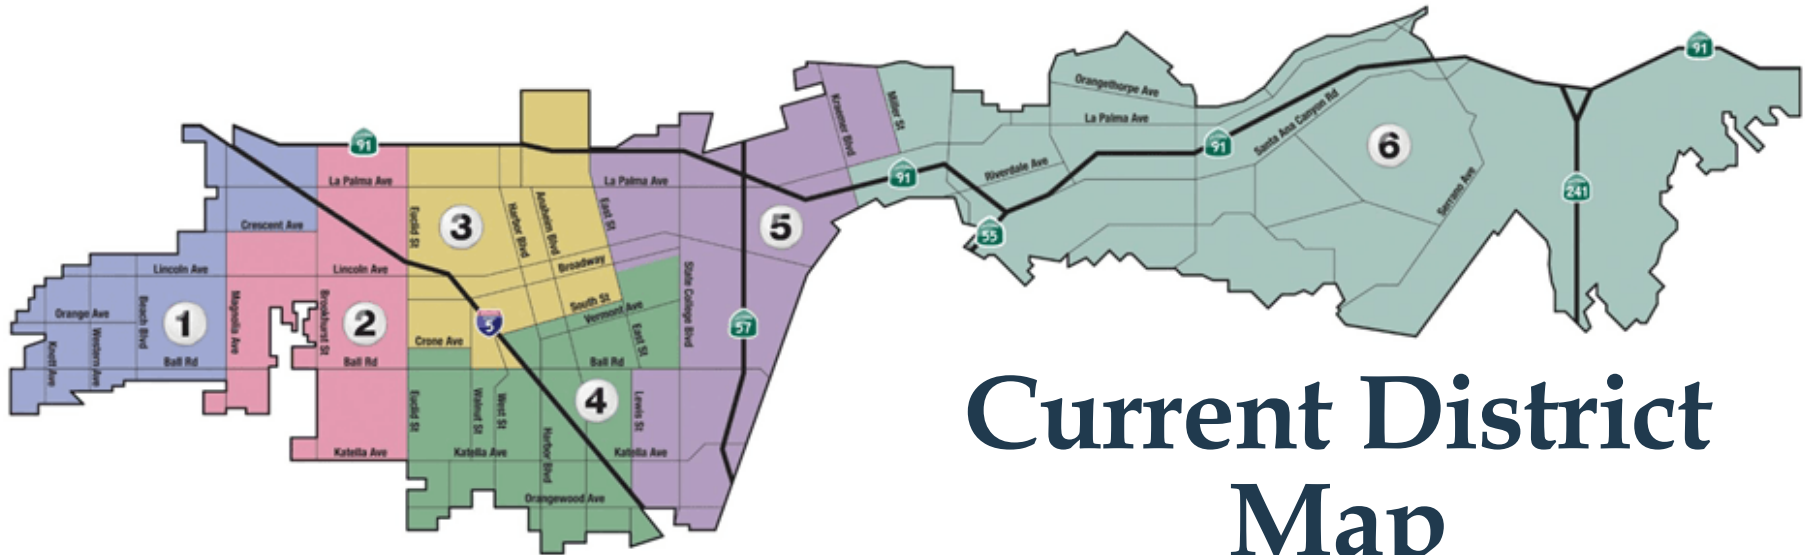 91
91
La Palma Ave
Crescent Ave
Lincoln Ave
Orange Ave
Knott Ave
Western Ave
Beach Blvd
1
Ball Rd
Magnolia Ave
Lincoln Ave
Brookhurst St
2
Ball Rd
Katella Ave
Euclid St
3
Harbor Blvd
Anaheim Blvd
Broadway
South St
5
Crone Ave
La Palma Ave
East St
5
Kraemer Blvd
Miller St
State College Blvd
57
Vermont Ave
East St
Ball Rd
4
Euclid St
Walnut St
West St
Harbor Blvd
Lewis St
Katella Ave
Katella Ave
Orangewood Ave
Orangethorpe Ave
La Palma Ave
91
Riverdale Ave
55
91
Santa Ana Canyon Rd
6
Serrano Ave
241
Current District
Map